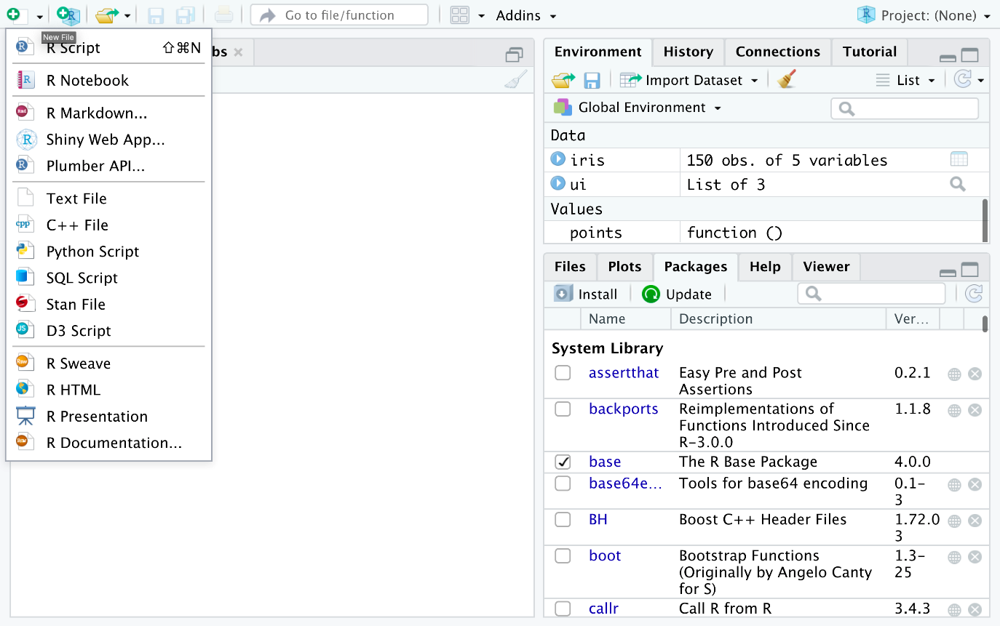 Go to file/function
Addins
Project: (None)
New File
R Script ⇧⌘N
R Notebook
R Markdown...
Shiny Web App...
Plumber API...
Text File
C++ File
Python Script
SQL Script
Stan File
D3 Script
R Sweave
R HTML
R Presentation
R Documentation...
bs
Environment History Connections Tutorial
Import Dataset List
Global Environment
Data
iris 150 obs. of 5 variables
ui List of 3
Values
points function ()
Files Plots Packages Help Viewer
Install Update
Name Description Ver...
System Library
assertthat Easy Pre and Post 0.2.1
Assertions
backports Reimplementations of 1.1.8
Functions Introduced Since
R-3.0.0
base The R Base Package 4.0.0
base64e... Tools for base64 encoding 0.1-
3
BH Boost C++ Header Files 1.72.0
3
boot Bootstrap Functions 1.3-
(Originally by Angelo Canty 25
for S)
callr Call R from R 3.4.3